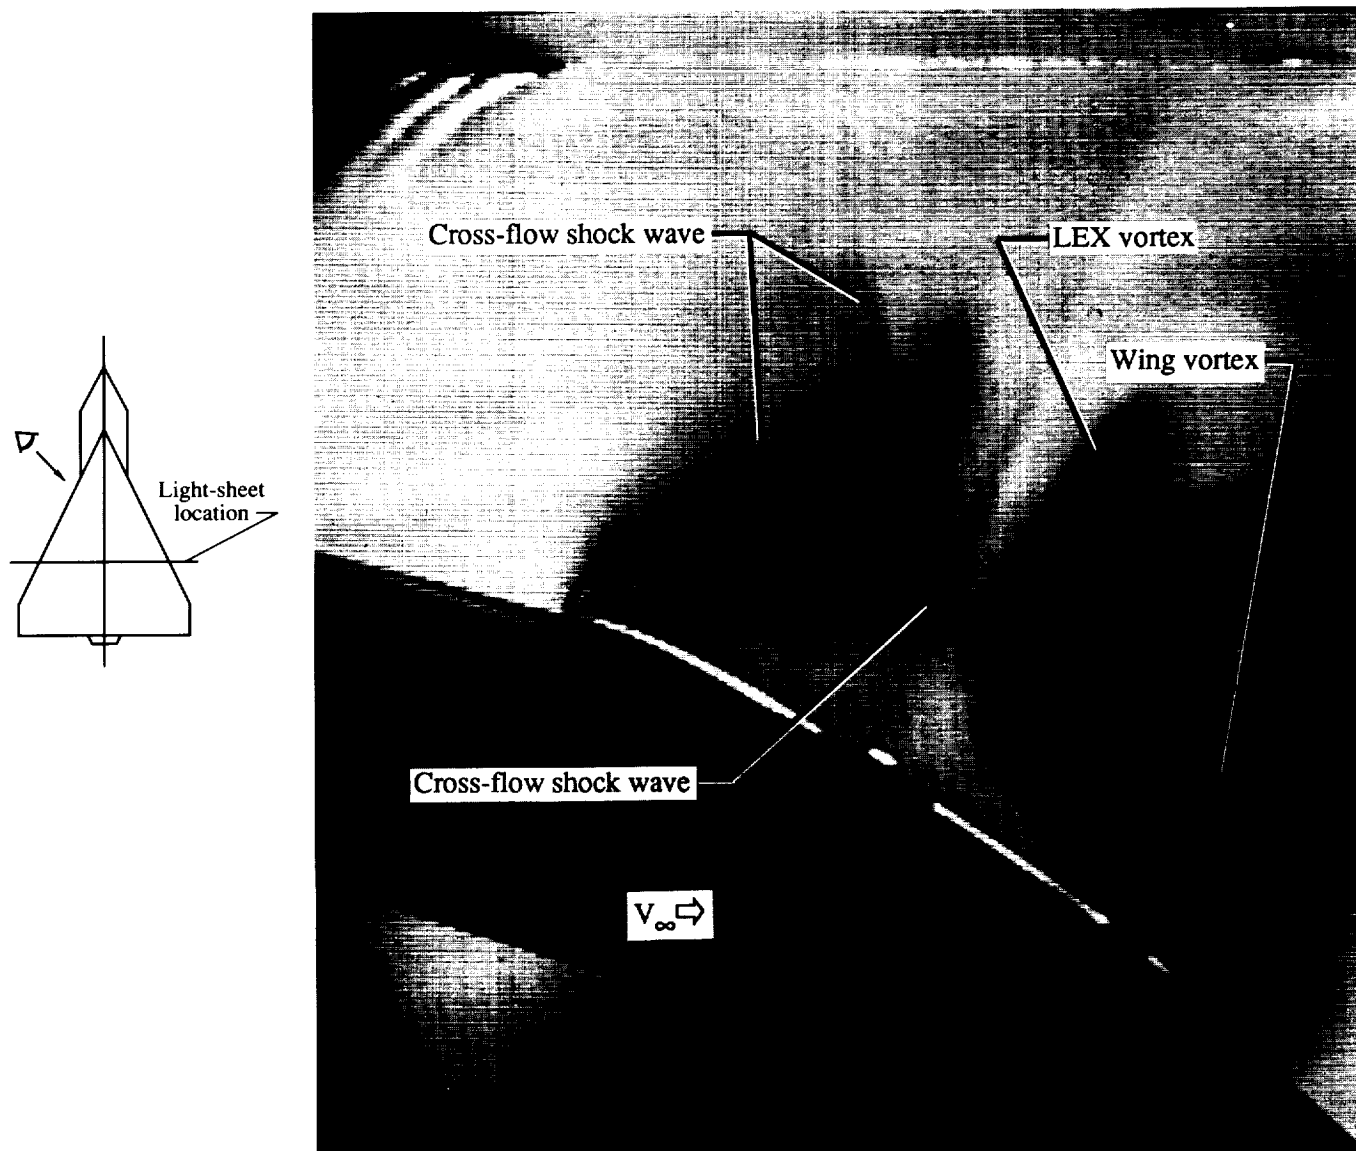 Cross-flow shock wave
LEX vortex
Wing vortex
Light-sheet
location
Cross-flow shock wave
V∞⇨